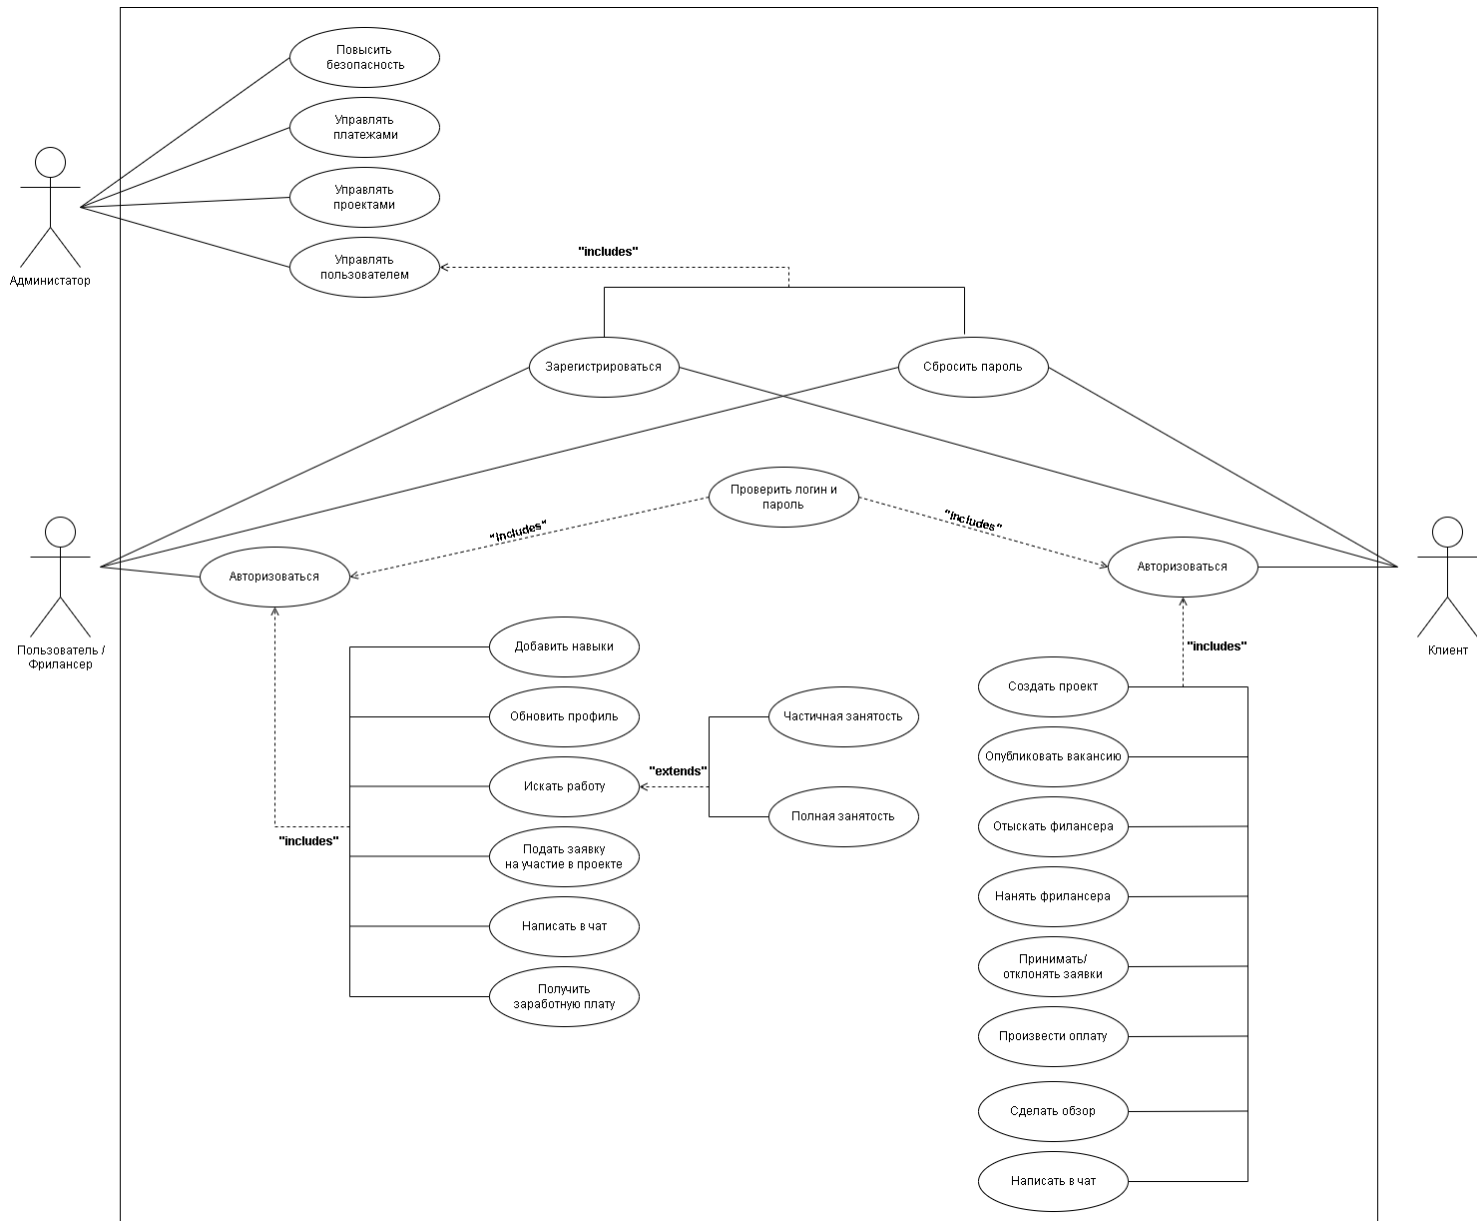 Повысить
безопасность
Управлять
платежами
Управлять
проектами
Управлять
пользователем
Администатор
"includes"
Зарегистрироваться
Сбросить пароль
Проверить логин и
пароль
"includes"
"includes"
Авторизоваться
Авторизоваться
Пользователь /
Фрилансер
Клиент
Добавить навыки
Обновить профиль
Искать работу
Подать заявку
на участие в проекте
Написать в чат
Получить
заработную плату
"includes"
"extends"
Частичная занятость
Полная занятость
"includes"
Создать проект
Опубликовать вакансию
Отыскать филансера
Нанять фрилансера
Принимать/
отклонять заявки
Произвести оплату
Сделать обзор
Написать в чат